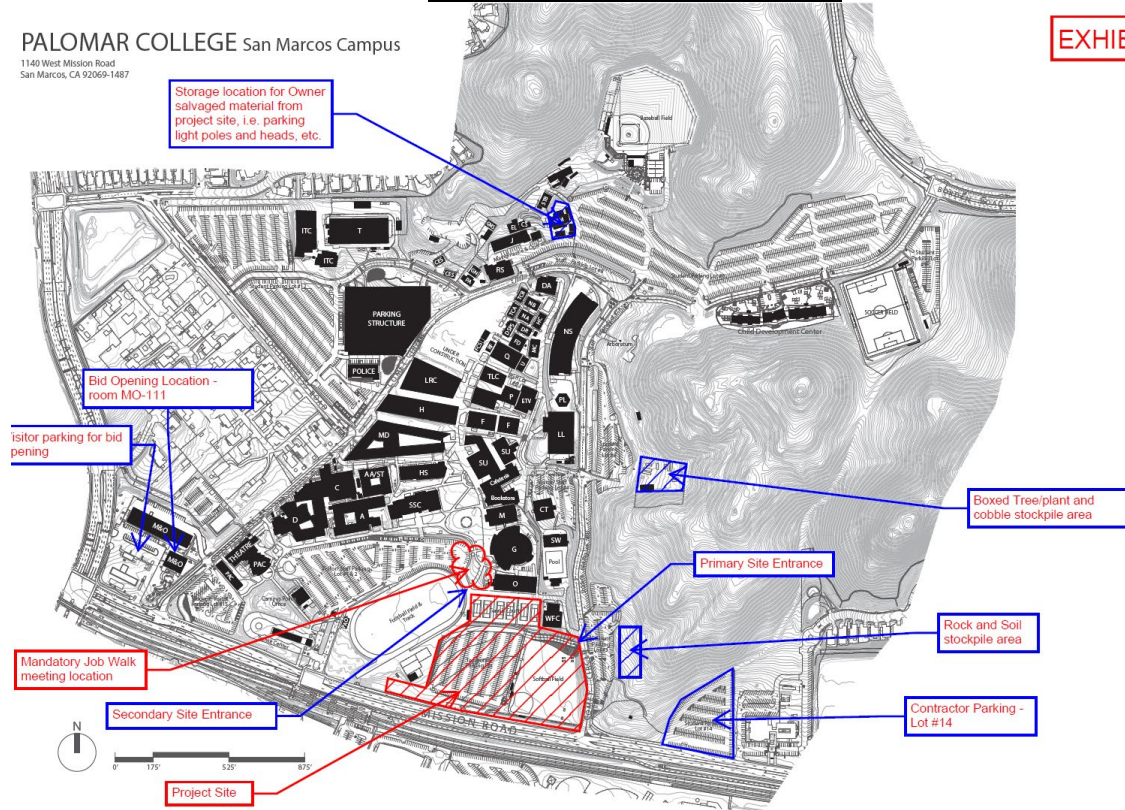 PALOMAR COLLEGE San Marcos Campus
1140 West Mission Road
San Marcos, CA 92069-1487
EXHIB
Storage location for Owner
salvaged material from
project site, i.e. parking
light poles and heads, etc.
Baseball Field
ITC
T
ITC
J
RS
DA
NS
PARKING
STRUCTURE
POLICE
UNDER
CONSTRUCTION
Arboretum
Child Development Center
SOCCER FIELD
Bid Opening Location -
room MO-111
isitor parking for bid
pening
LRC
H
MD
Q
TLC
P
ETV
F
F
PL
LL
SU
SU
Cafeteria
Bookstore
M
CT
SW
Pool
G
O
WFC
AA/ST
HS
C
SSC
D
A
THEATRE
PAC
M&O
M&O
Boxed Tree/plant and
cobble stockpile area
Primary Site Entrance
Rock and Soil
stockpile area
Football Field &
Track
Softball Field
Mandatory Job Walk
meeting location
Secondary Site Entrance
MISSION ROAD
Contractor Parking -
Lot #14
Lot #14
N
0'
175'
525'
875'
Project Site